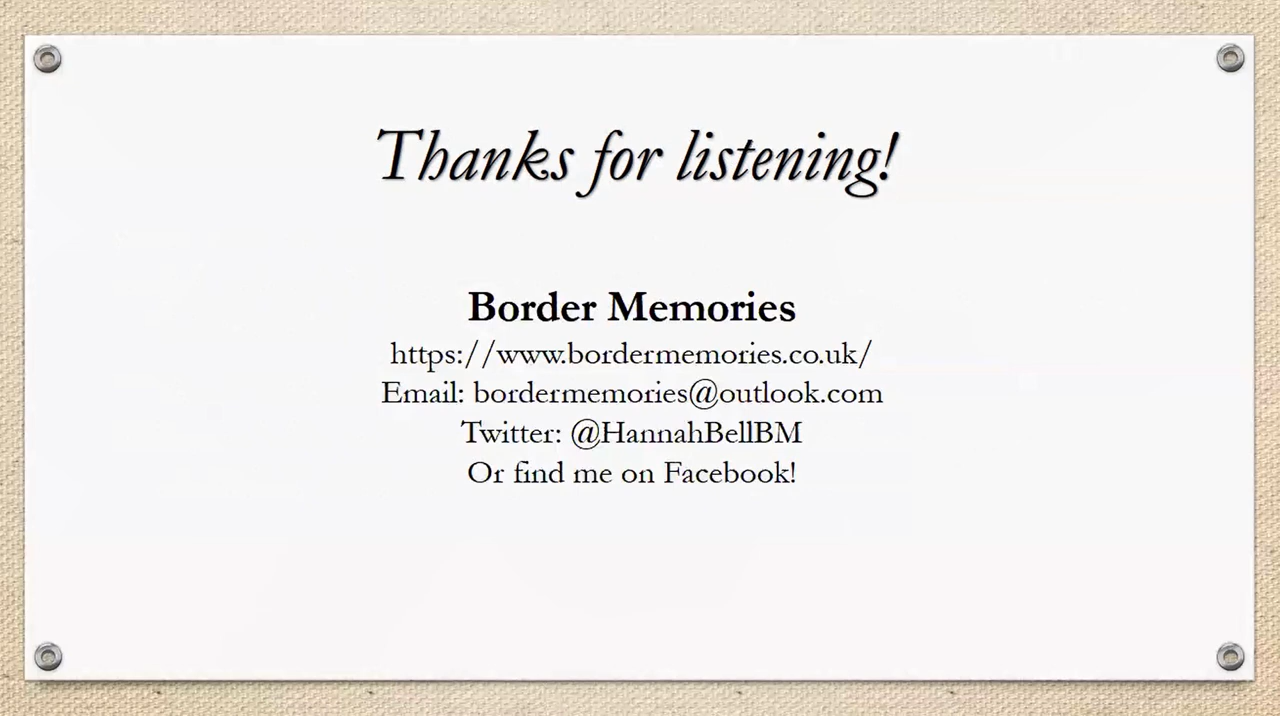 Thanks for listening!
Border Memories
https://www.bordermemories.co.uk/
Email: bordermemories@outlook.com
Twitter: @HannahBellBM
Or find me on Facebook!